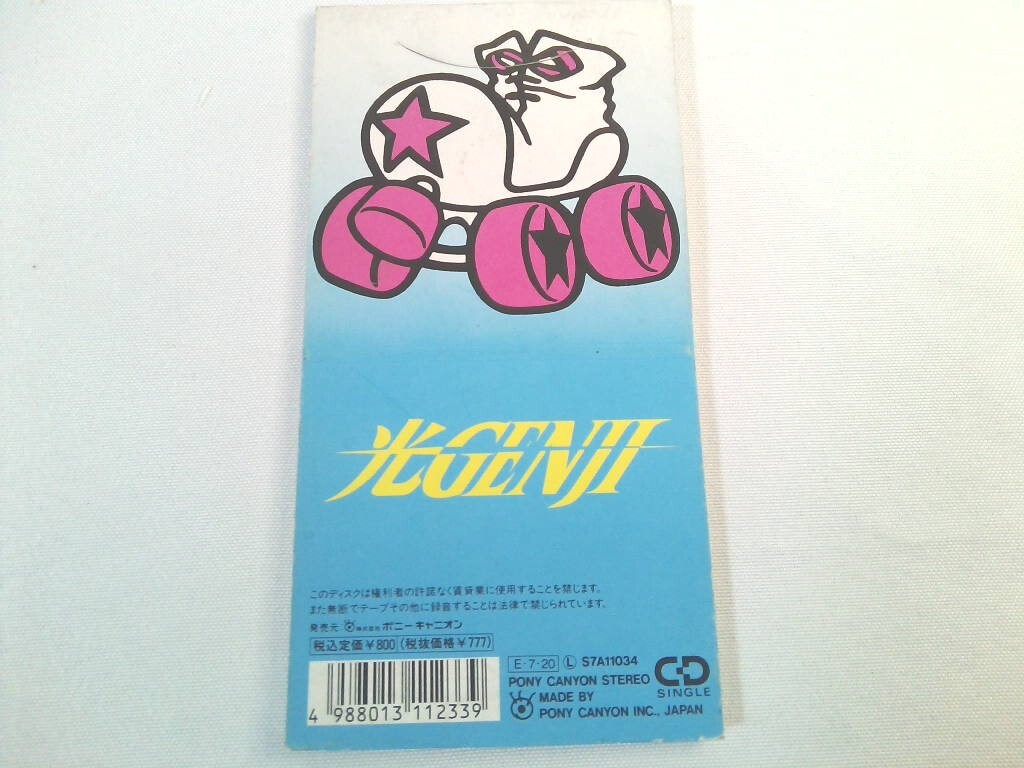 光GENJI
このディスクは権利者の許諾なく賃貸業に使用することを禁じます。
また無断でテープその他に録音することは法律で禁じられています。
発売元 株式会社 ポニーキャニオン
税込定価¥800(税抜価格¥777)
E・7・20 Ⓛ S7A11034
PONY CANYON STEREO
MADE BY
PONY CANYON INC., JAPAN
CD
SINGLE
4 988013 112339